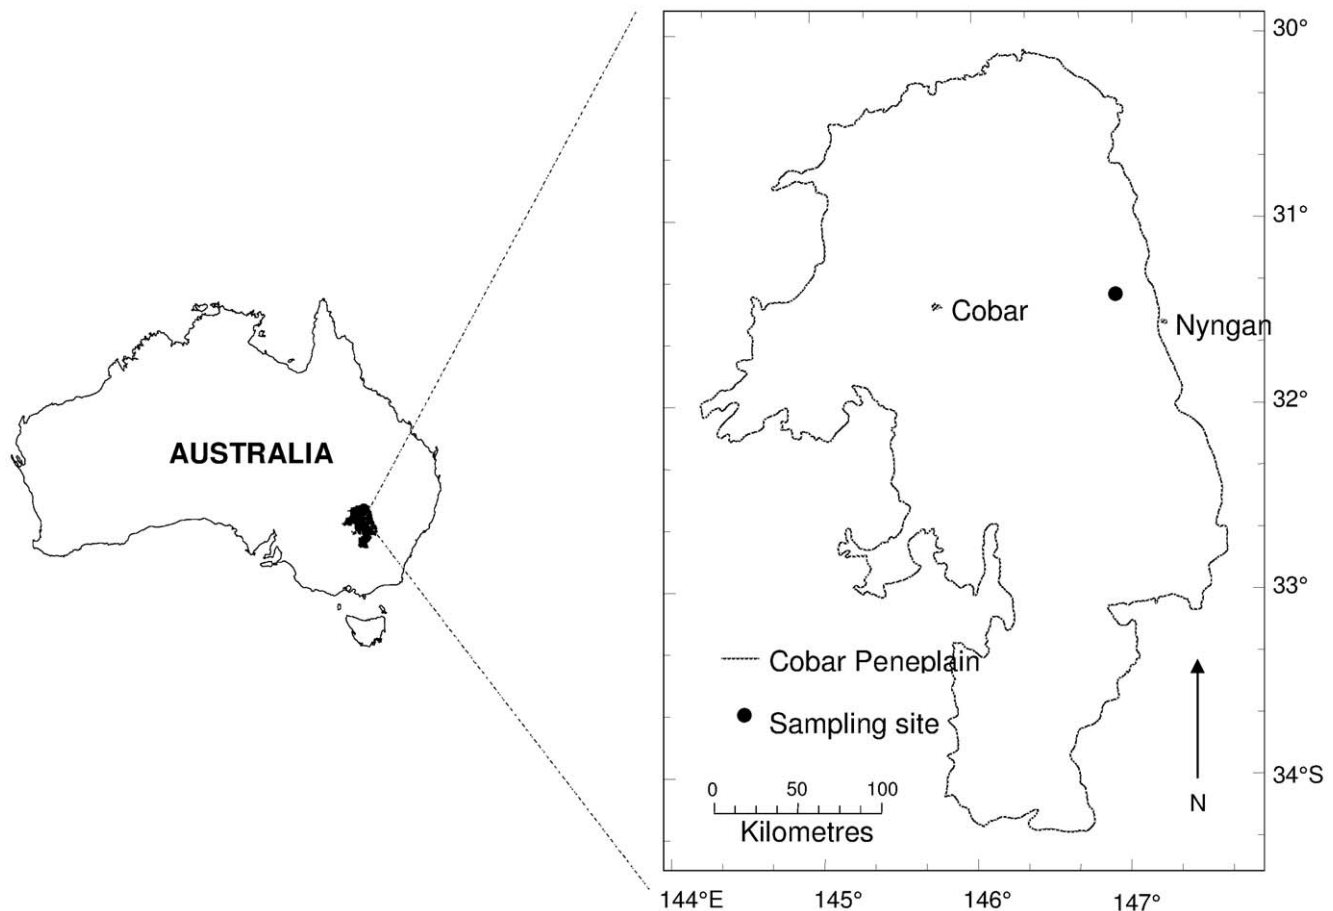 30°
31°
Cobar
Nyngan
32°
AUSTRALIA
33°
Cobar Peneplain
Sampling site
34°S
0 50 100
N
Kilometres
144°E 145° 146° 147°